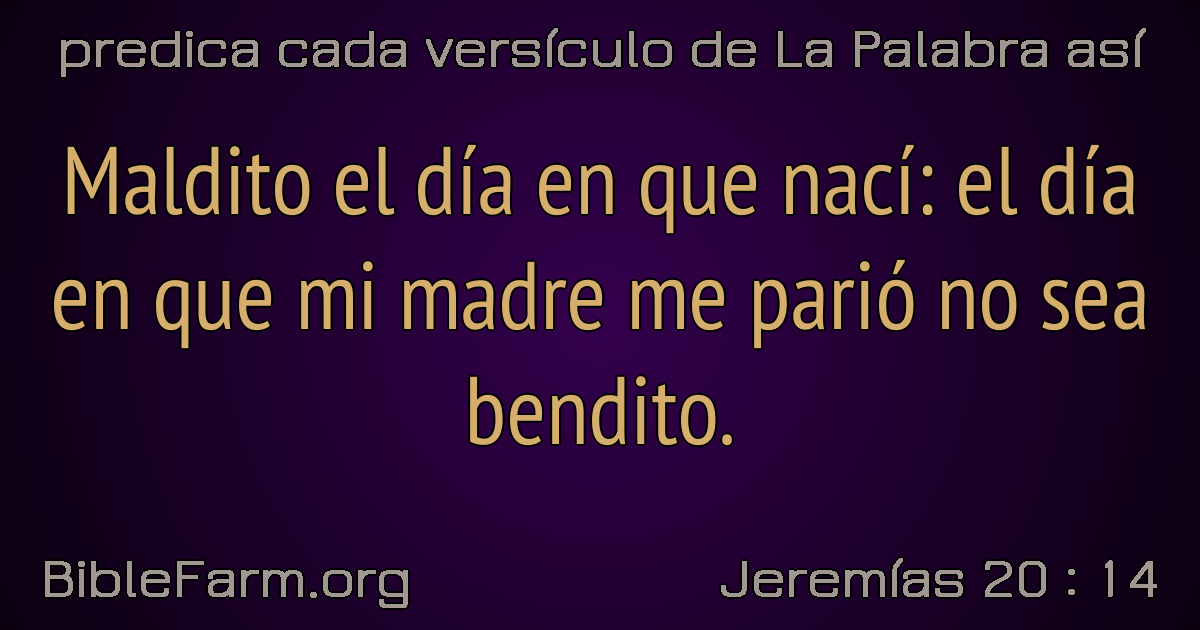 predica cada versículo de La Palabra así
Maldito el día en que nací: el día
en que mi madre me parió no sea
bendito.
BibleFarm.org
Jeremías 20 : 14